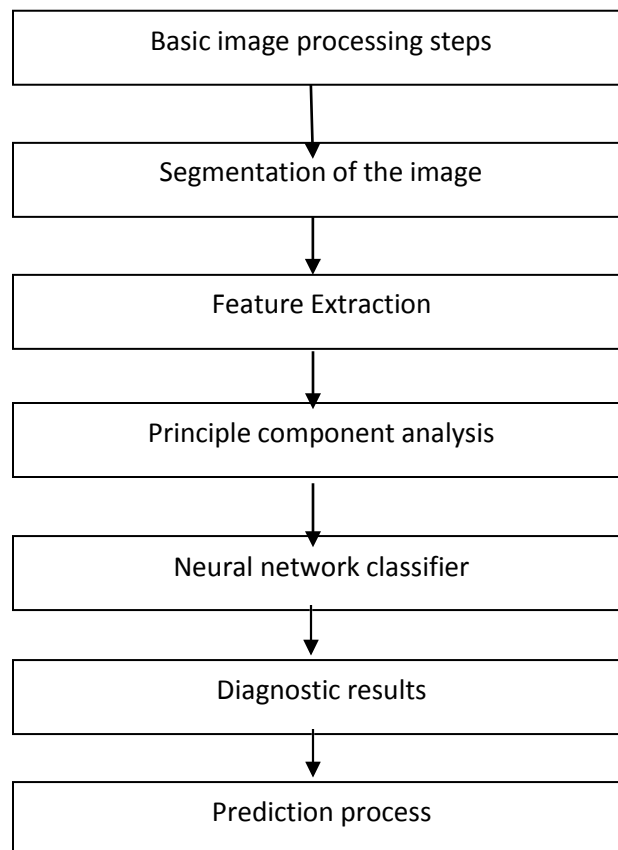 Basic image processing steps
Segmentation of the image
Feature Extraction
Principle component analysis
Neural network classifier
Diagnostic results
Prediction process